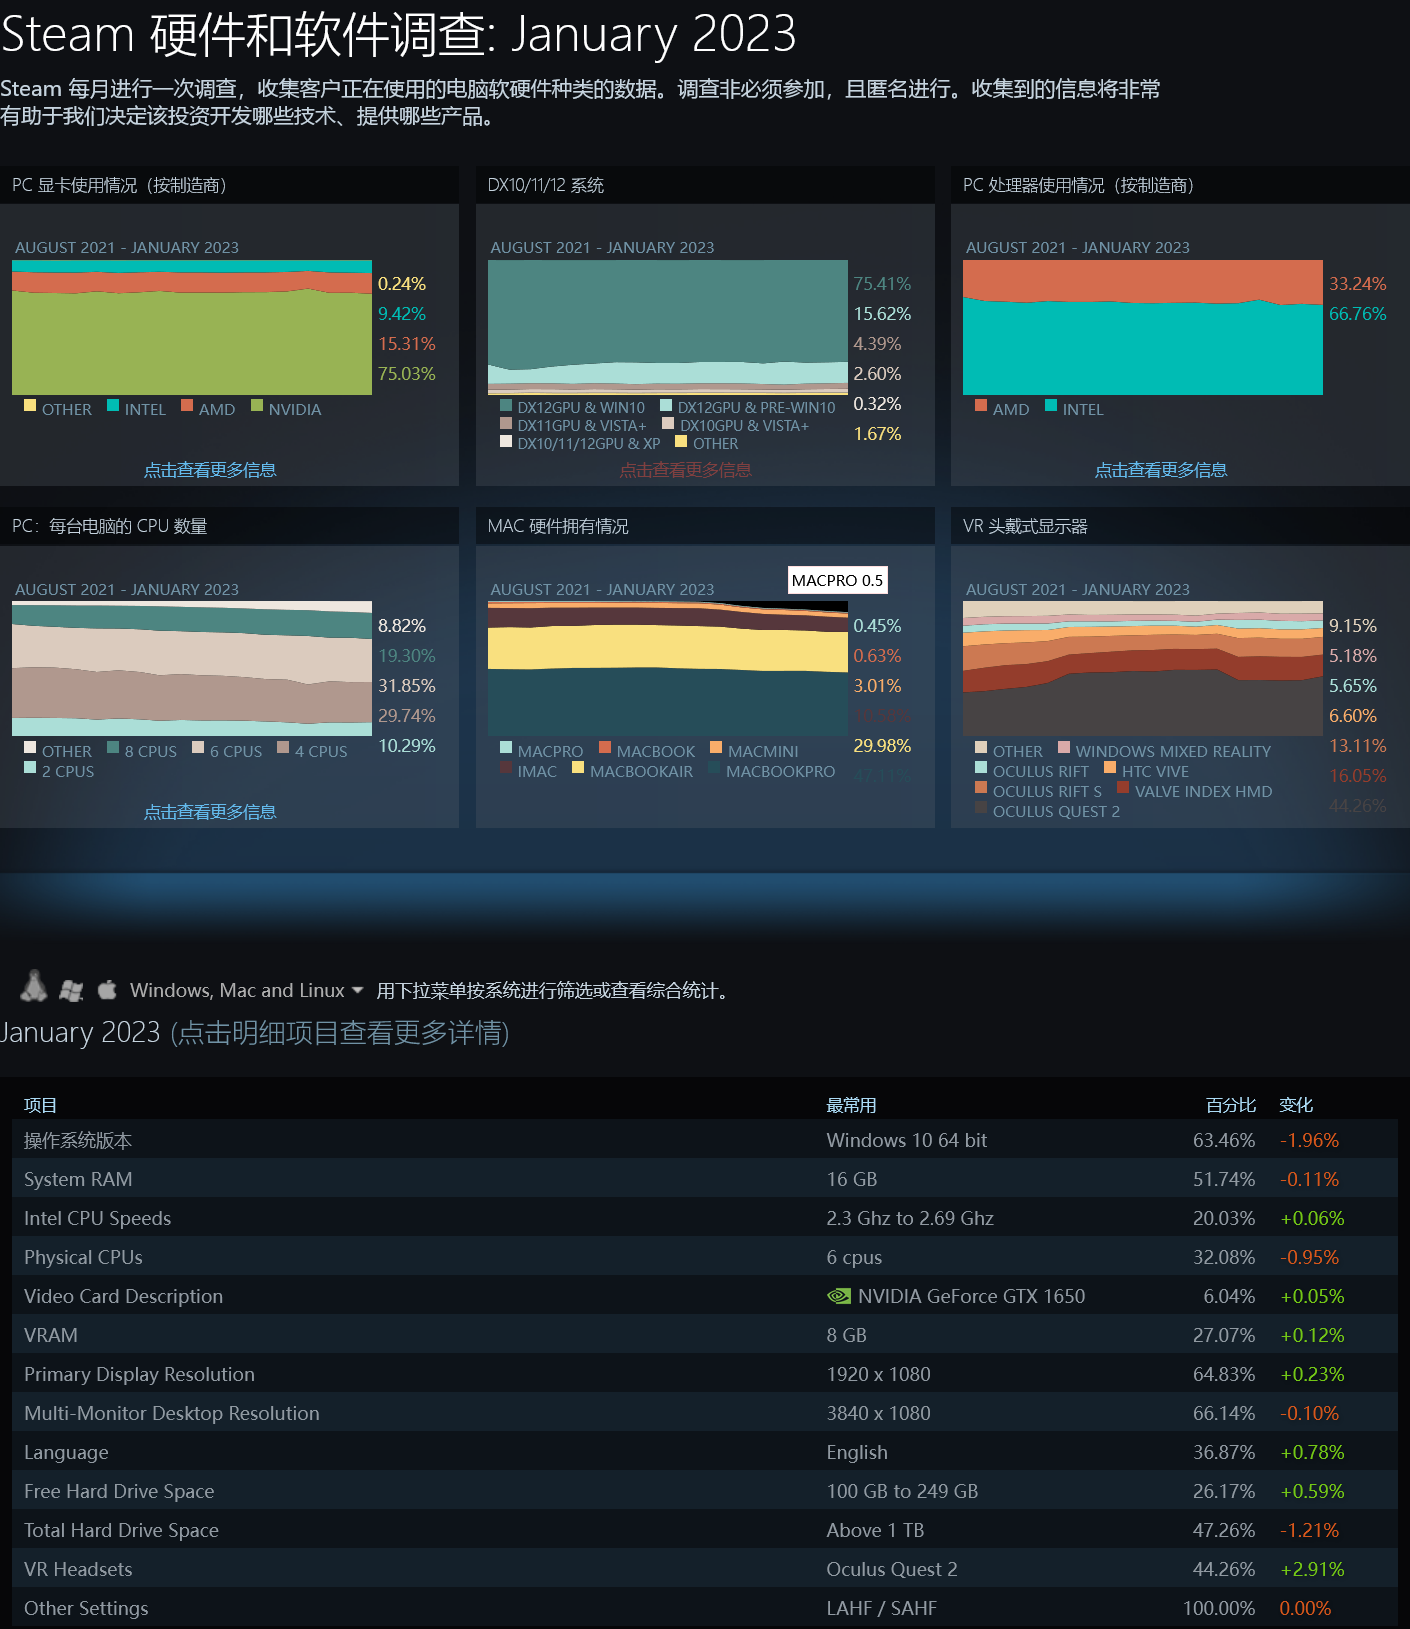 Steam 硬件和软件调查: January 2023
Steam 每月进行一次调查，收集客户正在使用的电脑软硬件种类的数据。调查非必须参加，且匿名进行。收集到的信息将非常
有助于我们决定该投资开发哪些技术、提供哪些产品。
PC 显卡使用情况（按制造商）
AUGUST 2021 - JANUARY 2023
0.24%
9.42%
15.31%
75.03%
OTHER INTEL AMD NVIDIA
点击查看更多信息
DX10/11/12 系统
AUGUST 2021 - JANUARY 2023
75.41%
15.62%
4.39%
2.60%
0.32%
1.67%
DX12GPU & WIN10 DX12GPU & PRE-WIN10
DX11GPU & VISTA+ DX10GPU & VISTA+
DX10/11/12GPU & XP OTHER
点击查看更多信息
PC 处理器使用情况（按制造商）
AUGUST 2021 - JANUARY 2023
33.24%
66.76%
AMD INTEL
点击查看更多信息
PC：每台电脑的 CPU 数量
AUGUST 2021 - JANUARY 2023
8.82%
19.30%
31.85%
29.74%
10.29%
OTHER 8 CPUS 6 CPUS 4 CPUS
2 CPUS
点击查看更多信息
MAC 硬件拥有情况
MACPRO 0.5
AUGUST 2021 - JANUARY 2023
0.45%
0.63%
3.01%
29.98%
47.11%
MACPRO MACBOOK MACMINI
IMAC MACBOOKAIR MACBOOKPRO
VR 头戴式显示器
AUGUST 2021 - JANUARY 2023
9.15%
5.18%
5.65%
6.60%
13.11%
16.05%
44.26%
OTHER WINDOWS MIXED REALITY
OCULUS RIFT HTC VIVE
OCULUS RIFT S VALVE INDEX HMD
OCULUS QUEST 2
Windows, Mac and Linux 用下拉菜单按系统进行筛选或查看综合统计。
January 2023 (点击明细项目查看更多详情)
项目 最常用 百分比 变化
操作系统版本 Windows 10 64 bit 63.46% -1.96%
System RAM 16 GB 51.74% -0.11%
Intel CPU Speeds 2.3 Ghz to 2.69 Ghz 20.03% +0.06%
Physical CPUs 6 cpus 32.08% -0.95%
Video Card Description NVIDIA GeForce GTX 1650 6.04% +0.05%
VRAM 8 GB 27.07% +0.12%
Primary Display Resolution 1920 x 1080 64.83% +0.23%
Multi-Monitor Desktop Resolution 3840 x 1080 66.14% -0.10%
Language English 36.87% +0.78%
Free Hard Drive Space 100 GB to 249 GB 26.17% +0.59%
Total Hard Drive Space Above 1 TB 47.26% -1.21%
VR Headsets Oculus Quest 2 44.26% +2.91%
Other Settings LAHF / SAHF 100.00% 0.00%